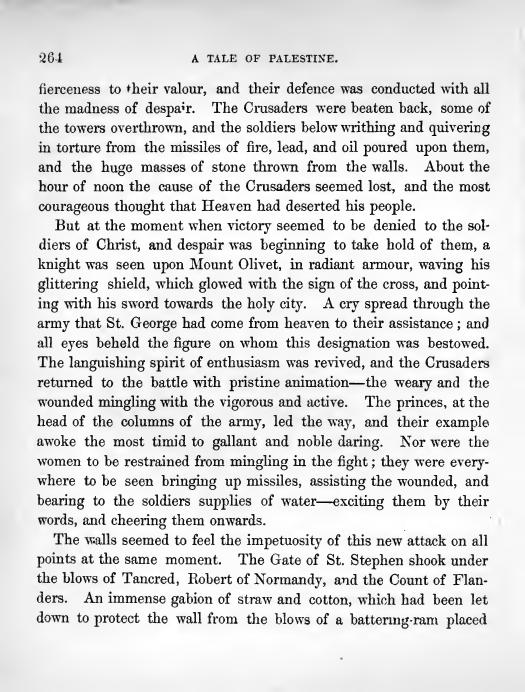 264 A TALE OF PALESTINE.
fierceness to their valour, and their defence was conducted with all
the madness of despair. The Crusaders were beaten back, some of
the towers overthrown, and the soldiers below writhing and quivering
in torture from the missiles of fire, lead, and oil poured upon them,
and the huge masses of stone thrown from the walls. About the
hour of noon the cause of the Crusaders seemed lost, and the most
courageous thought that Heaven had deserted his people.
But at the moment when victory seemed to be denied to the sol-
diers of Christ, and despair was beginning to take hold of them, a
knight was seen upon Mount Olivet, in radiant armour, waving his
glittering shield, which glowed with the sign of the cross, and point-
ing with his sword towards the holy city. A cry spread through the
army that St. George had come from heaven to their assistance; and
all eyes beheld the figure on whom this designation was bestowed.
The languishing spirit of enthusiasm was revived, and the Crusaders
returned to the battle with pristine animation—the weary and the
wounded mingling with the vigorous and active. The princes, at the
head of the columns of the army, led the way, and their example
awoke the most timid to gallant and noble daring. Nor were the
women to be restrained from mingling in the fight; they were every-
where to be seen bringing up missiles, assisting the wounded, and
bearing to the soldiers supplies of water—exciting them by their
words, and cheering them onwards.
The walls seemed to feel the impetuosity of this new attack on all
points at the same moment. The Gate of St. Stephen shook under
the blows of Tancred, Robert of Normandy, and the Count of Flan-
ders. An immense gabion of straw and cotton, which had been let
down to protect the wall from the blows of a battering-ram placed